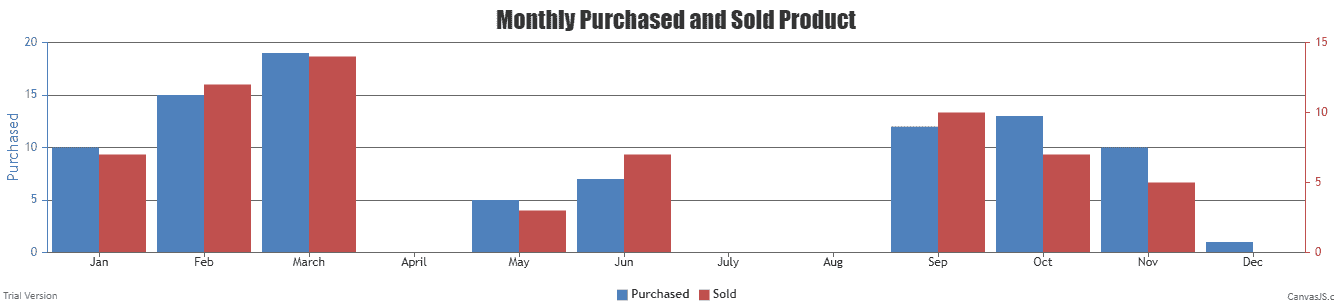 Monthly Purchased and Sold Product
20
15
10
5
0
Purchased
15
10
5
0
Jan Feb March April May Jun July Aug Sep Oct Nov Dec
Purchased Sold
Trial Version
CanvasJS.c